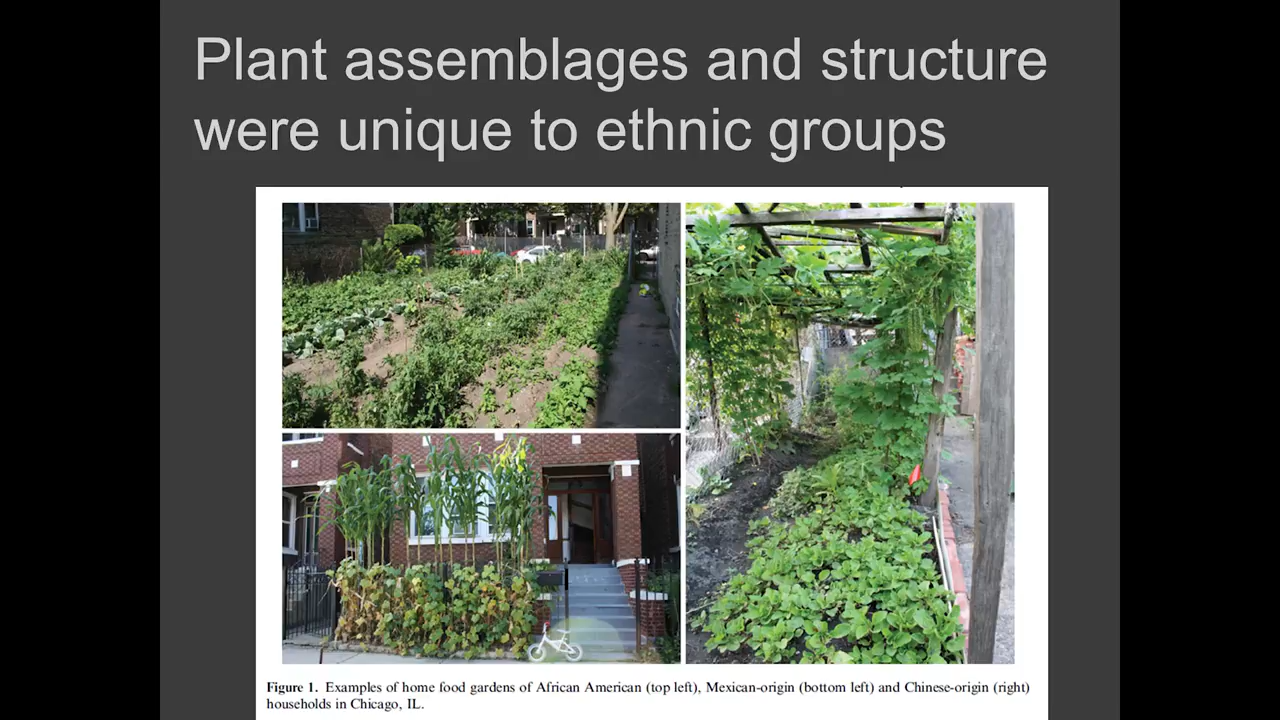 Plant assemblages and structure
were unique to ethnic groups
Figure 1. Examples of home food gardens of African American (top left), Mexican-origin (bottom left) and Chinese-origin (right)
households in Chicago, IL.